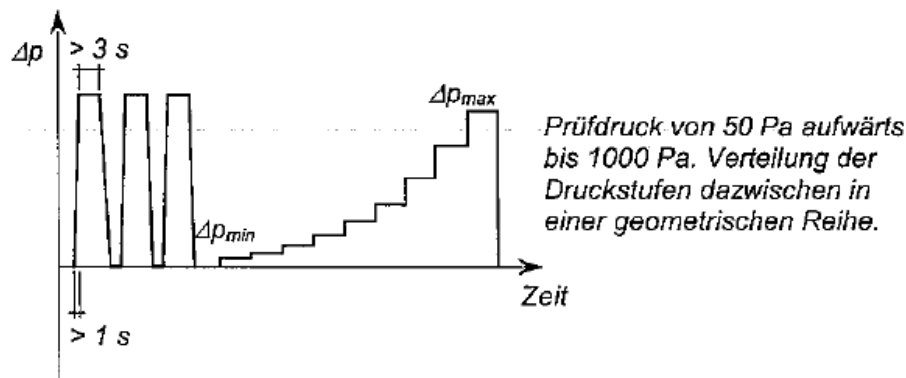 Δp
> 3 s
Δp_max
Δp_min
Prüfdruck von 50 Pa aufwärts
bis 1000 Pa. Verteilung der
Druckstufen dazwischen in
einer geometrischen Reihe.
Zeit
> 1 s